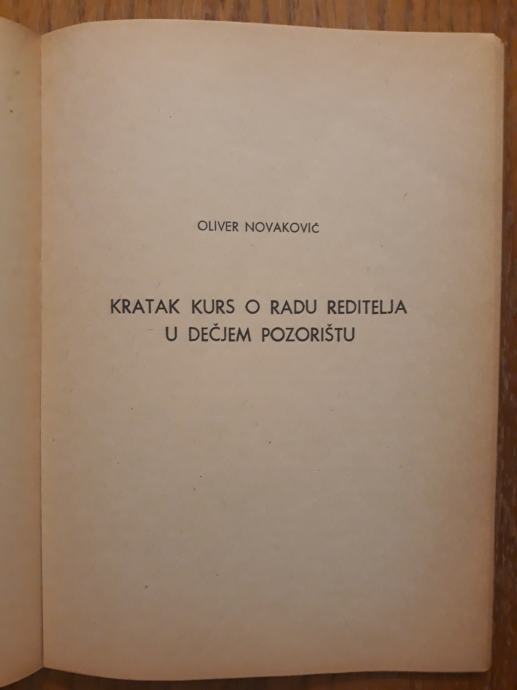 OLIVER NOVAKOVIĆ
KRATAK KURS O RADU REDITELJA
U DEČJEM POZORIŠTU